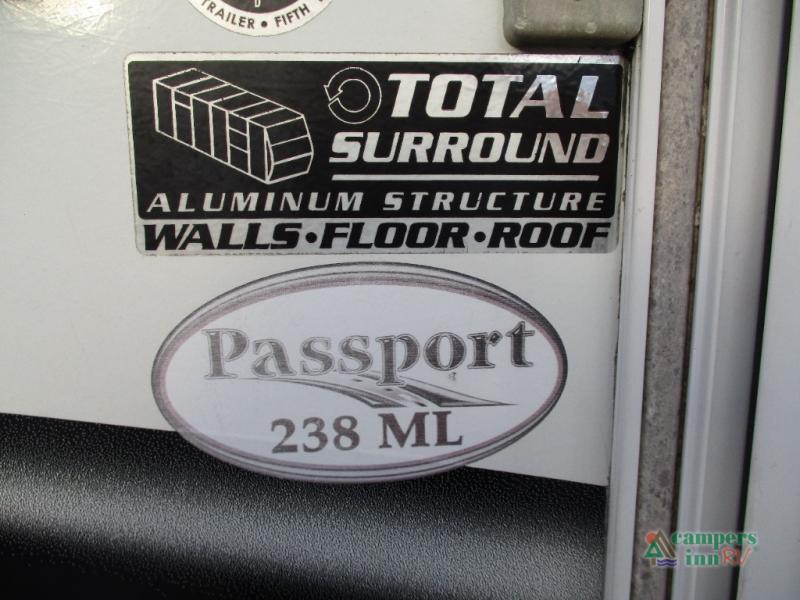 TRAILER • FIFTH
TOTAL
SURROUND
ALUMINUM STRUCTURE
WALLS • FLOOR • ROOF
Passport
238 ML
campers
inn RV